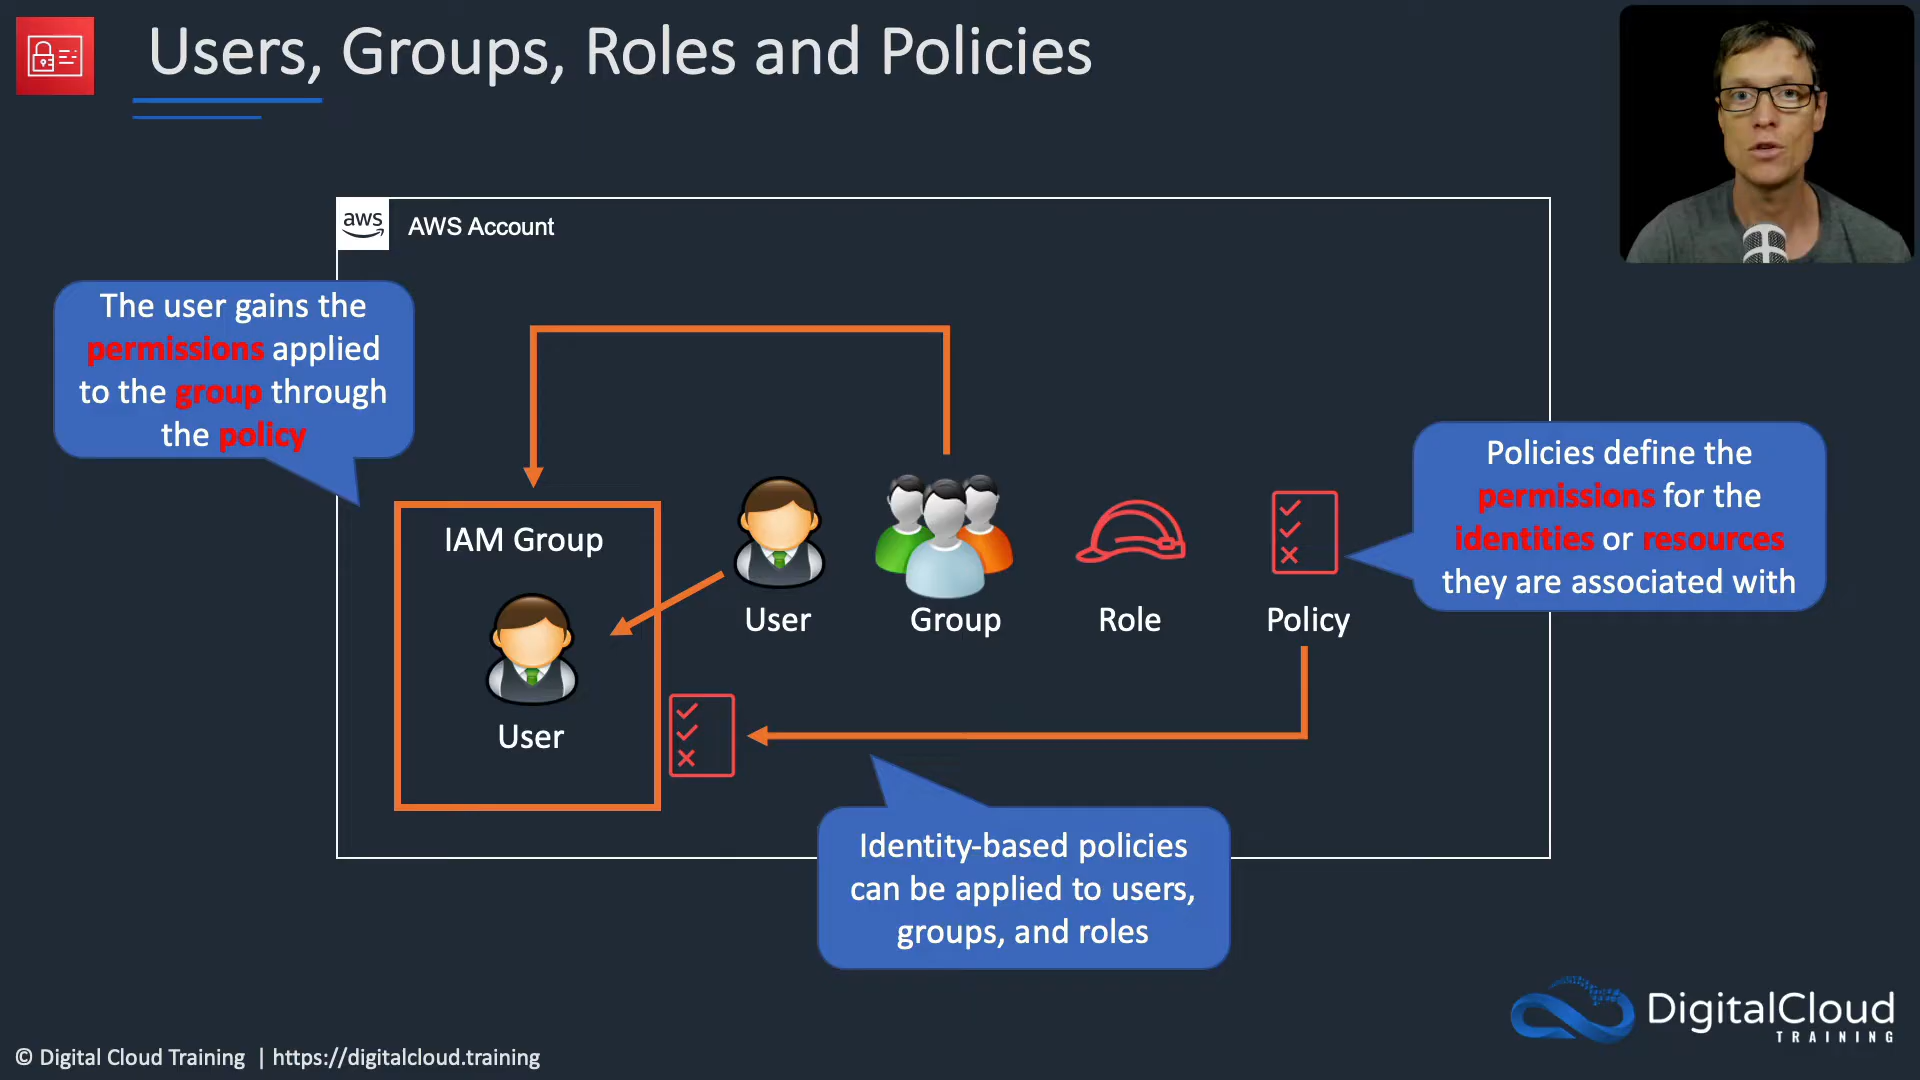 Users, Groups, Roles and Policies
aws
AWS Account
The user gains the
permissions applied
to the group through
the policy
Policies define the
permissions for the
identities or resources
they are associated with
IAM Group
User
User
Group
Role
Policy
Identity-based policies
can be applied to users,
groups, and roles
DigitalCloud
TRAINING
© Digital Cloud Training | https://digitalcloud.training